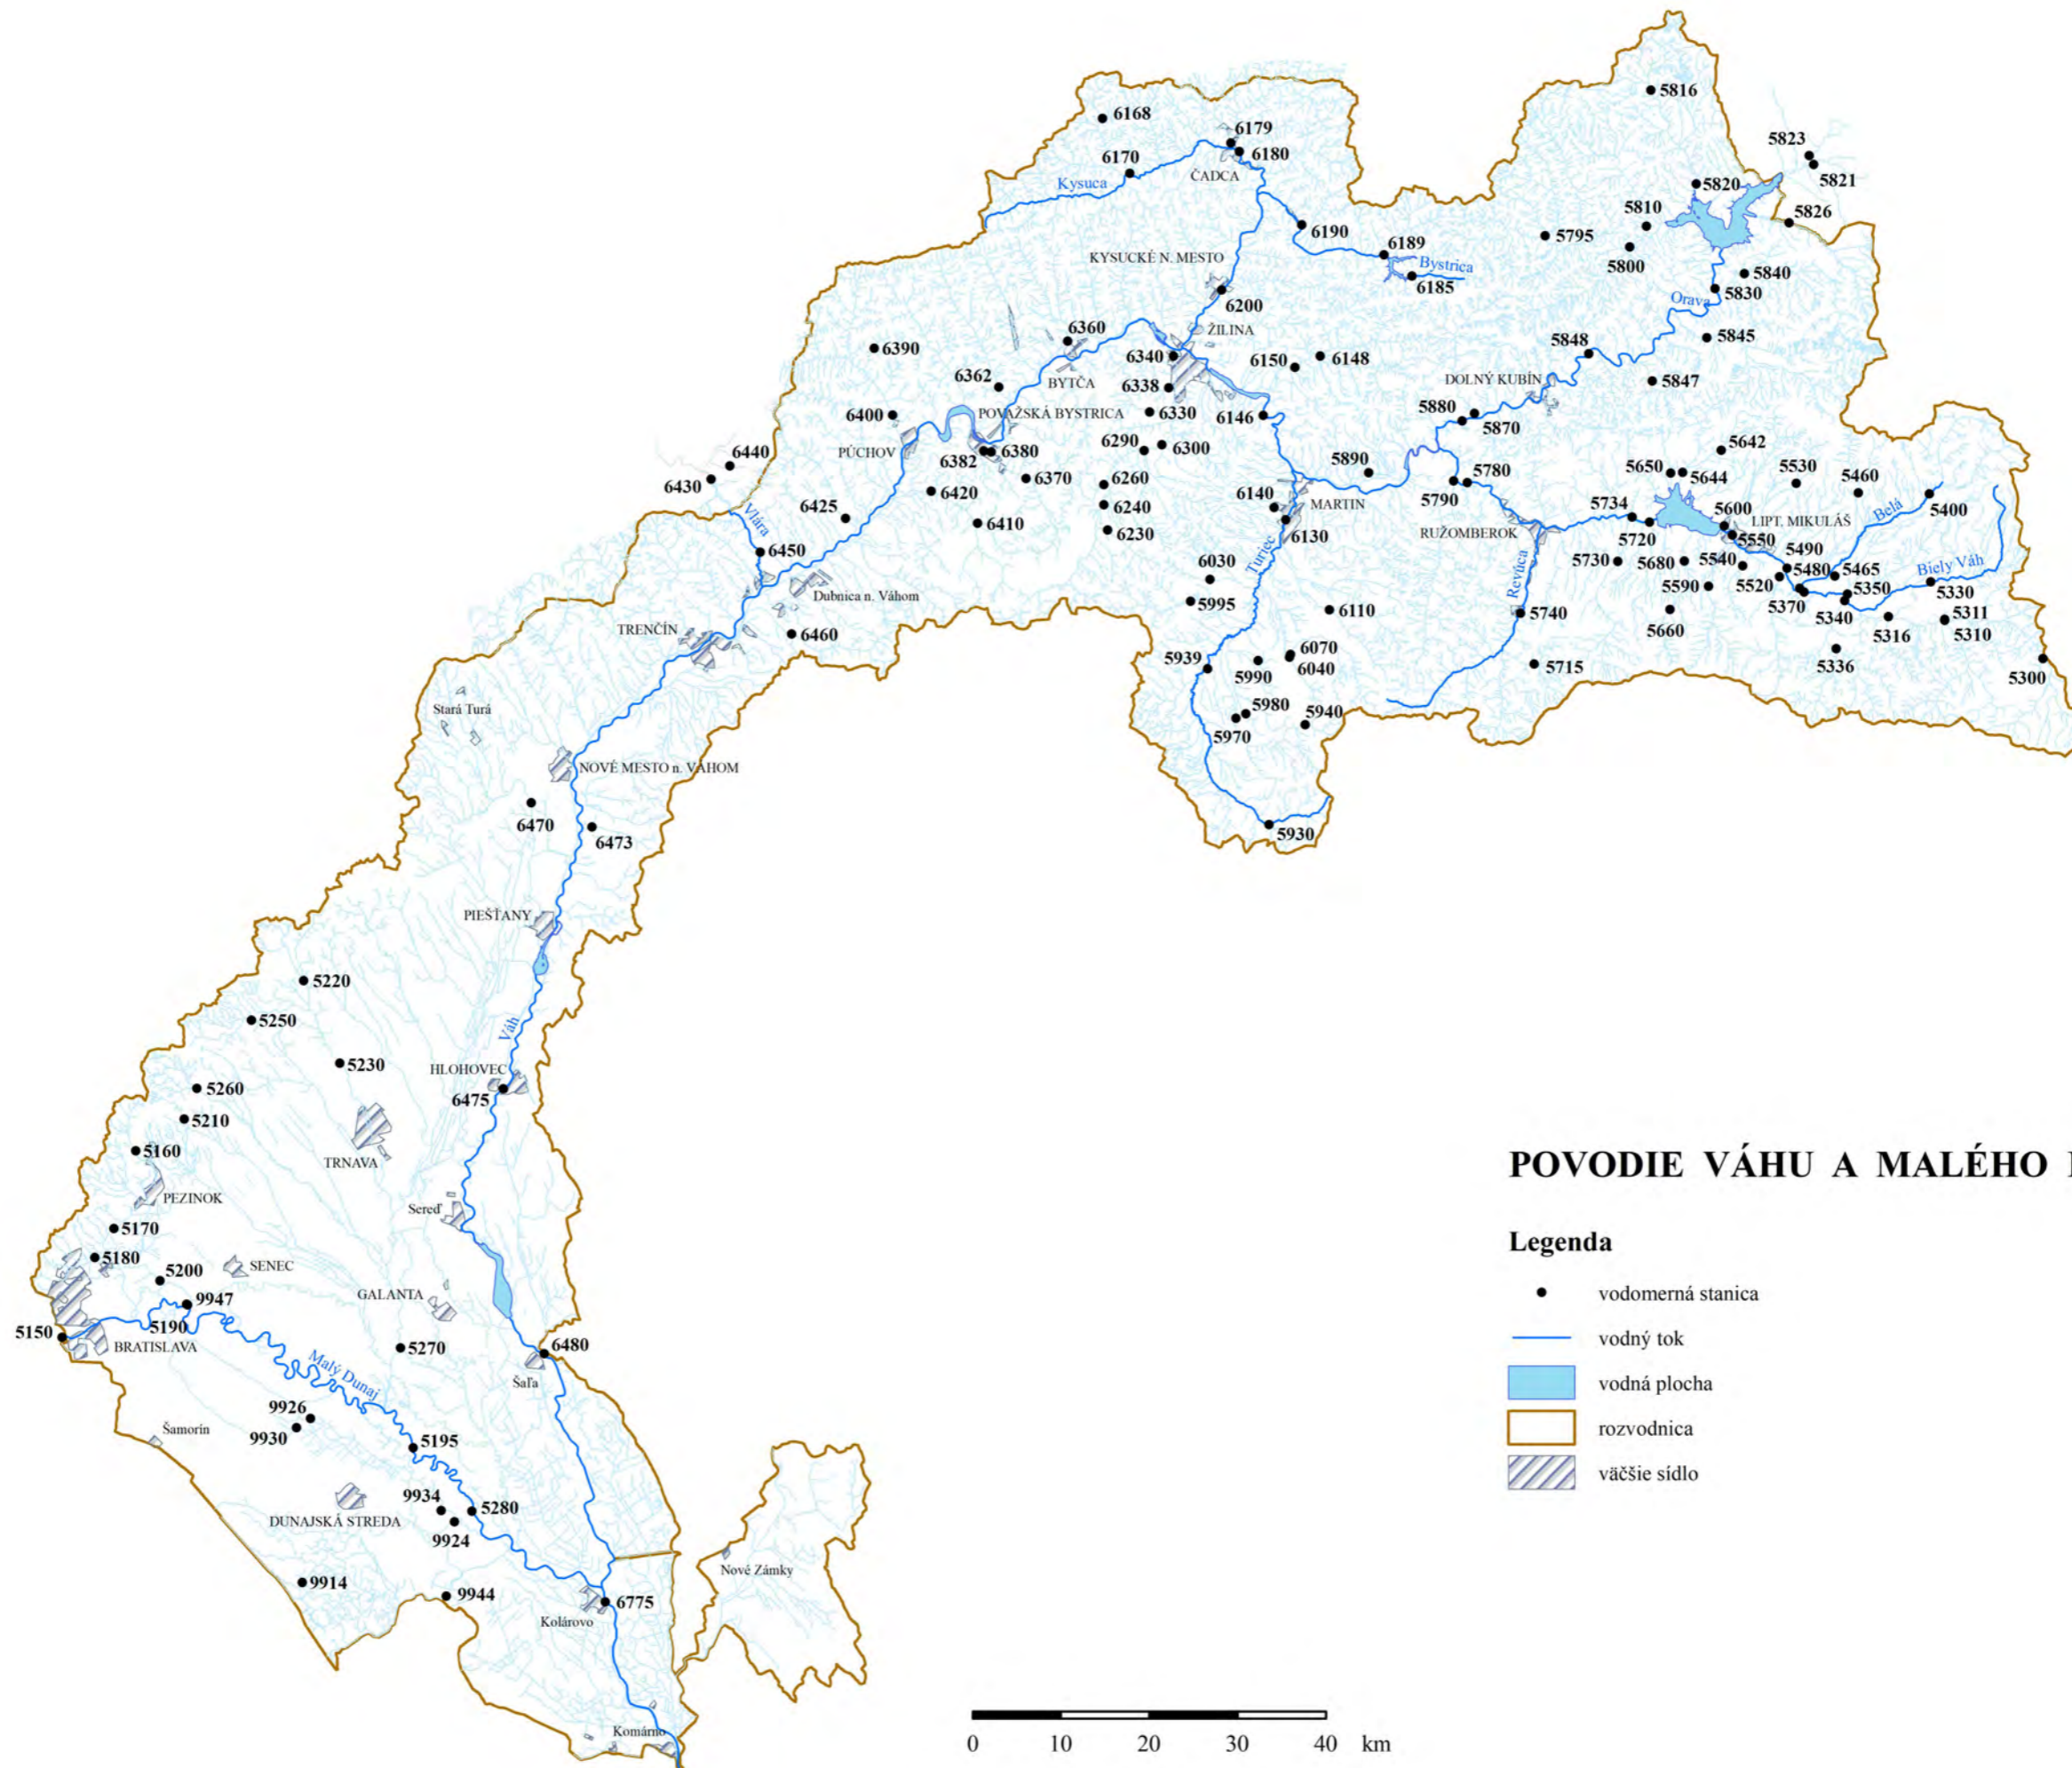 5816
6168
6179
6180
5823
5821
6170
ČADCA
Kysuca
5820
5810
5826
6190
5795
5800
6189
Bystrica
6185
KYSUCKÉ N. MESTO
5840
5830
Orava
6200
ŽILINA
6360
6340
6150
6148
5848
5845
6390
BYTČA
6338
DOLNÝ KUBÍN
5847
6362
6400
POVAŽSKÁ BYSTRICA
6330
6146
5880
5870
PÚCHOV
6382
6380
6290
6300
5642
6440
6430
6370
6260
5890
5780
5790
5650
5644
5530
5460
6420
6240
6140
MARTIN
5734
5600
LIPT. MIKULÁŠ
Belá
5400
6425
Vlára
6410
6230
6130
RUŽOMBEROK
5720
5550
5490
6450
Turiec
5730
5680
5540
5480
5465
Biely Váh
6030
5590
5520
5350
5330
Dubnica n. Váhom
5995
6110
Revúca
5370
5340
5311
5740
5660
5316
5310
TRENČÍN
6460
6070
5939
5990
6040
5715
5336
5300
Stará Turá
5980
5940
5970
NOVÉ MESTO n. VÁHOM
6470
6473
5930
PIEŠŤANY
5220
5250
Váh
5230
HLOHOVEC
5260
6475
5210
5160
TRNAVA
POVODIE VÁHU A MALÉHO
PEZINOK
Sereď
5170
Legenda
5180
5200
SENEC
vodomerná stanica
9947
GALANTA
5150
5190
BRATISLAVA
5270
6480
vodný tok
Malý Dunaj
Šaľa
vodná plocha
9926
9930
Šamorín
rozvodnica
5195
väčšie sídlo
9934
5280
DUNAJSKÁ STREDA
9924
Nové Zámky
9914
9944
6775
Kolárovo
Komárno
0 10 20 30 40 km